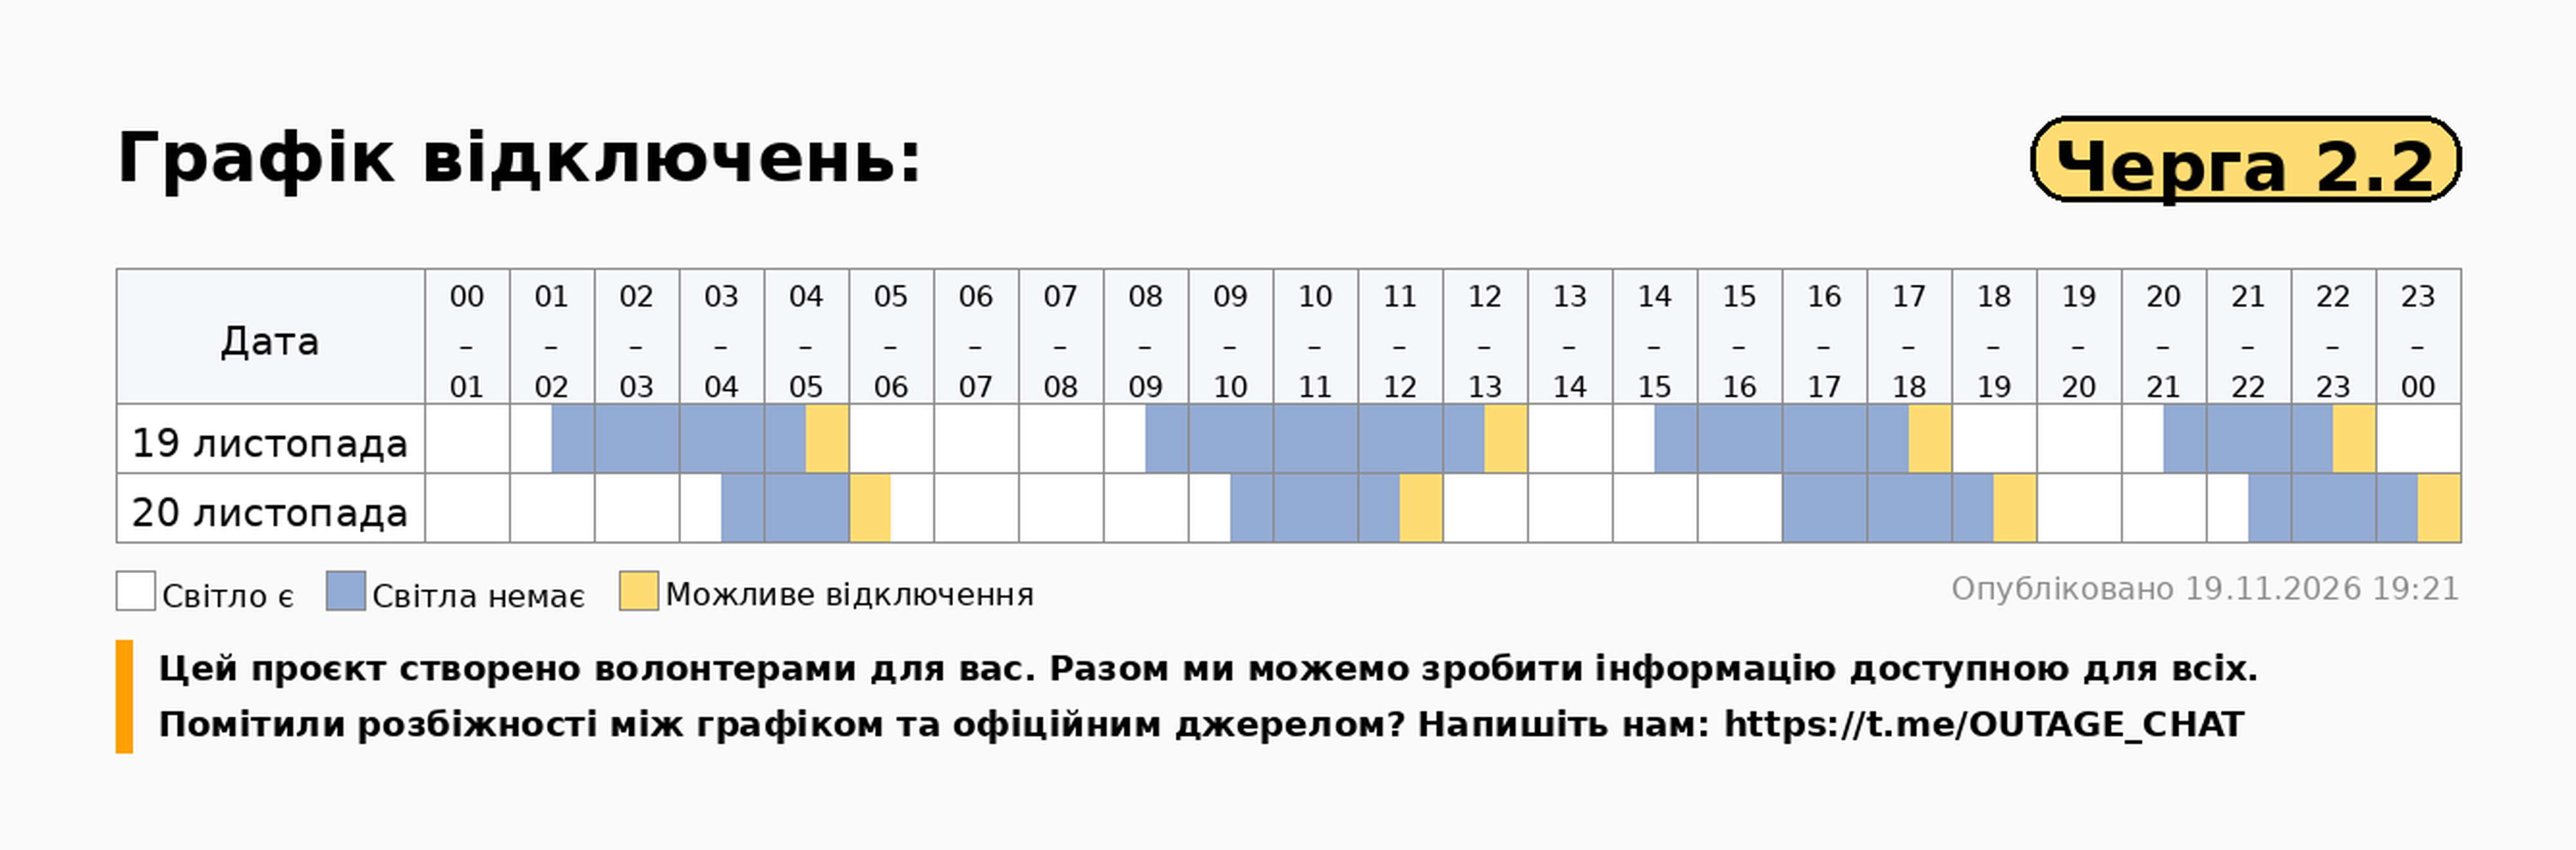 Графік відключень:
Черга 2.2
Дата
00 – 01
01 – 02
02 – 03
03 – 04
04 – 05
05 – 06
06 – 07
07 – 08
08 – 09
09 – 10
10 – 11
11 – 12
12 – 13
13 – 14
14 – 15
15 – 16
16 – 17
17 – 18
18 – 19
19 – 20
20 – 21
21 – 22
22 – 23
23 – 00
19 листопада
20 листопада
Світло є
Світла немає
Можливе відключення
Опубліковано 19.11.2026 19:21
Цей проєкт створено волонтерами для вас. Разом ми можемо зробити інформацію доступною для всіх.
Помітили розбіжності між графіком та офіційним джерелом? Напишіть нам: https://t.me/OUTAGE_CHAT